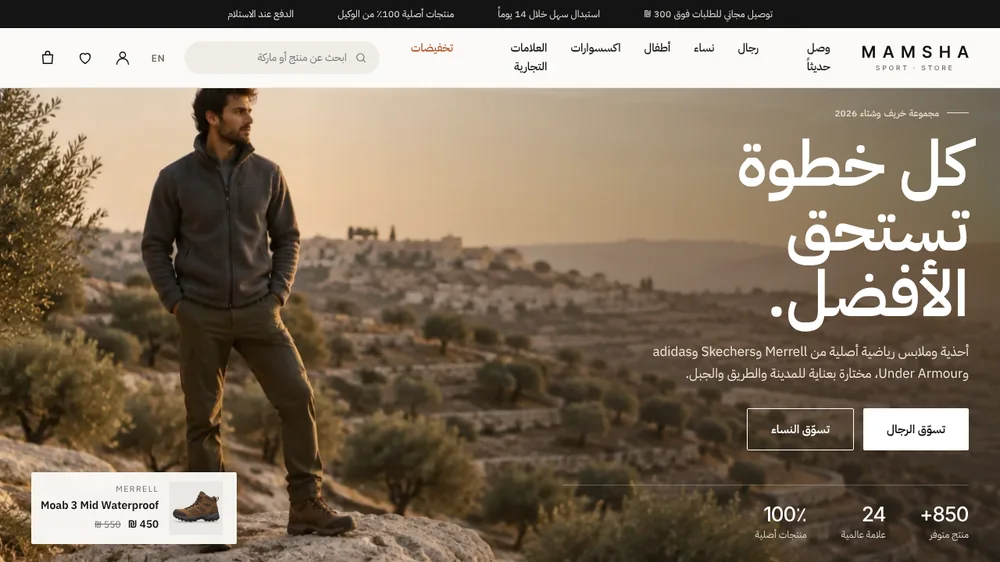 توصيل مجاني للطلبات فوق 300 ₪
استبدال سهل خلال 14 يوماً
منتجات أصلية 100٪ من الوكيل
الدفع عند الاستلام
MAMSHA
SPORT · STORE
وصل حديثاً
رجال
نساء
أطفال
اكسسوارات
العلامات التجارية
تخفيضات
ابحث عن منتج أو ماركة
EN
مجموعة خريف وشتاء 2026
كل خطوة
تستحق
الأفضل.
أحذية وملابس رياضية أصلية من Merrell وSkechers وadidas
وUnder Armour، مختارة بعناية للمدينة والطريق والجبل.
تسوّق الرجال
تسوّق النساء
+850
منتج متوفر
24
علامة عالمية
100٪
منتجات أصلية
MERRELL
Moab 3 Mid Waterproof
450 ₪ 550 ₪